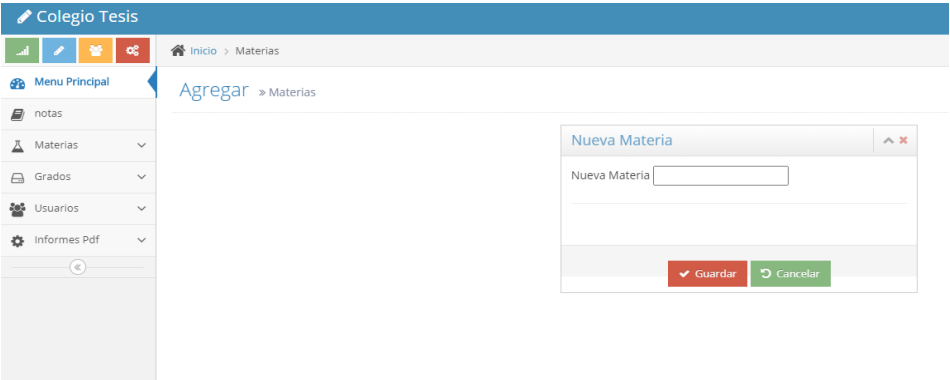 Colegio Tesis
Inicio > Materias
Menu Principal
Agregar » Materias
notas
Materias
Grados
Usuarios
Informes Pdf
Nueva Materia
Nueva Materia
Guardar Cancelar